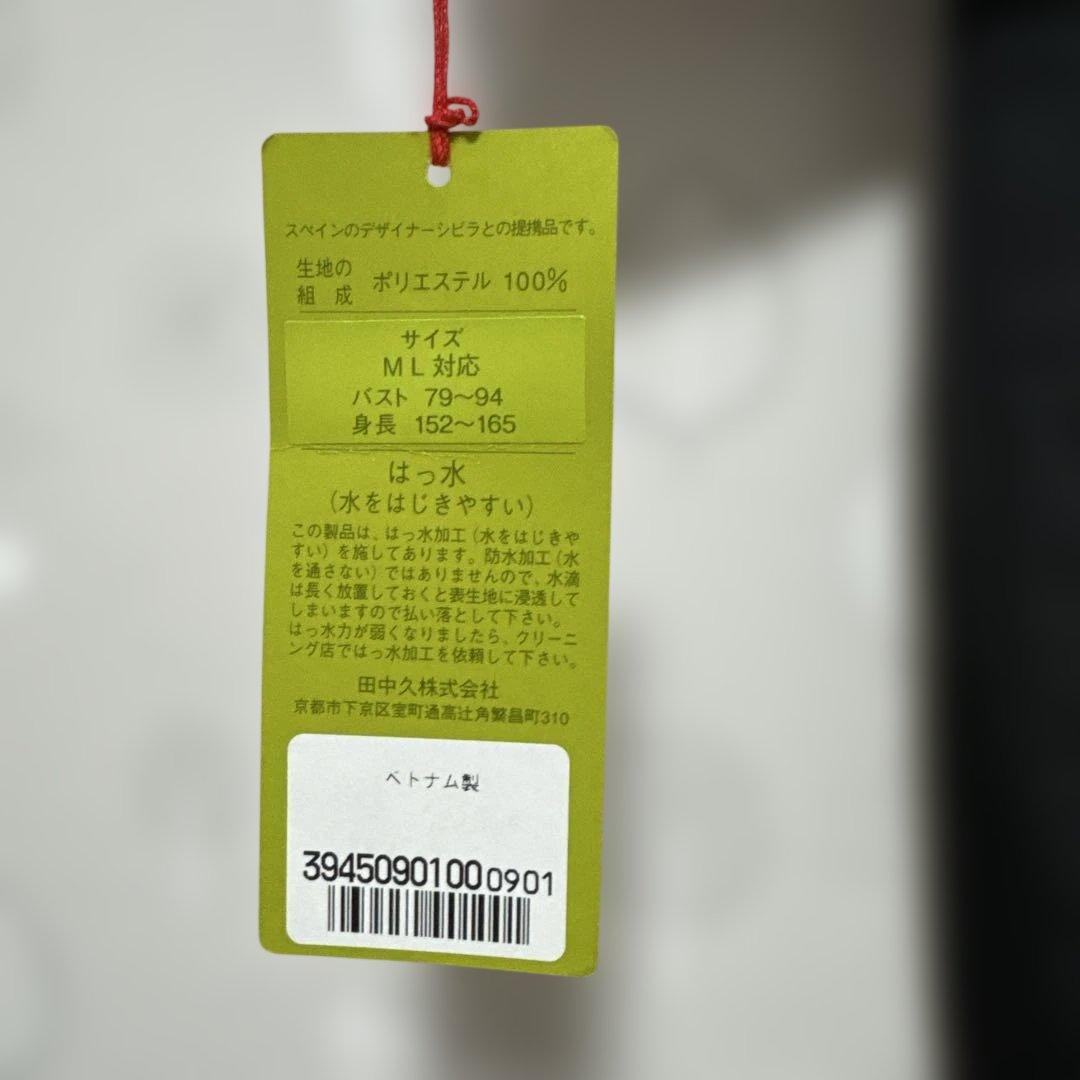 スペインのデザイナーシビラとの提携品です。
生地の組成 ポリエステル 100%
サイズ
ML対応
バスト 79〜94
身長 152〜165
はっ水
(水をはじきやすい)
この製品は、はっ水加工(水をはじきや
すい)を施してあります。防水加工(水
を通さない)ではありませんので、水滴
は長く放置しておくと表生地に浸透して
しまいますので払い落として下さい。
はっ水力が弱くなりましたら、クリーニ
ング店ではっ水加工を依頼して下さい。
田中久株式会社
京都市下京区室町通高辻角繁昌町310
ベトナム製
39450901000901